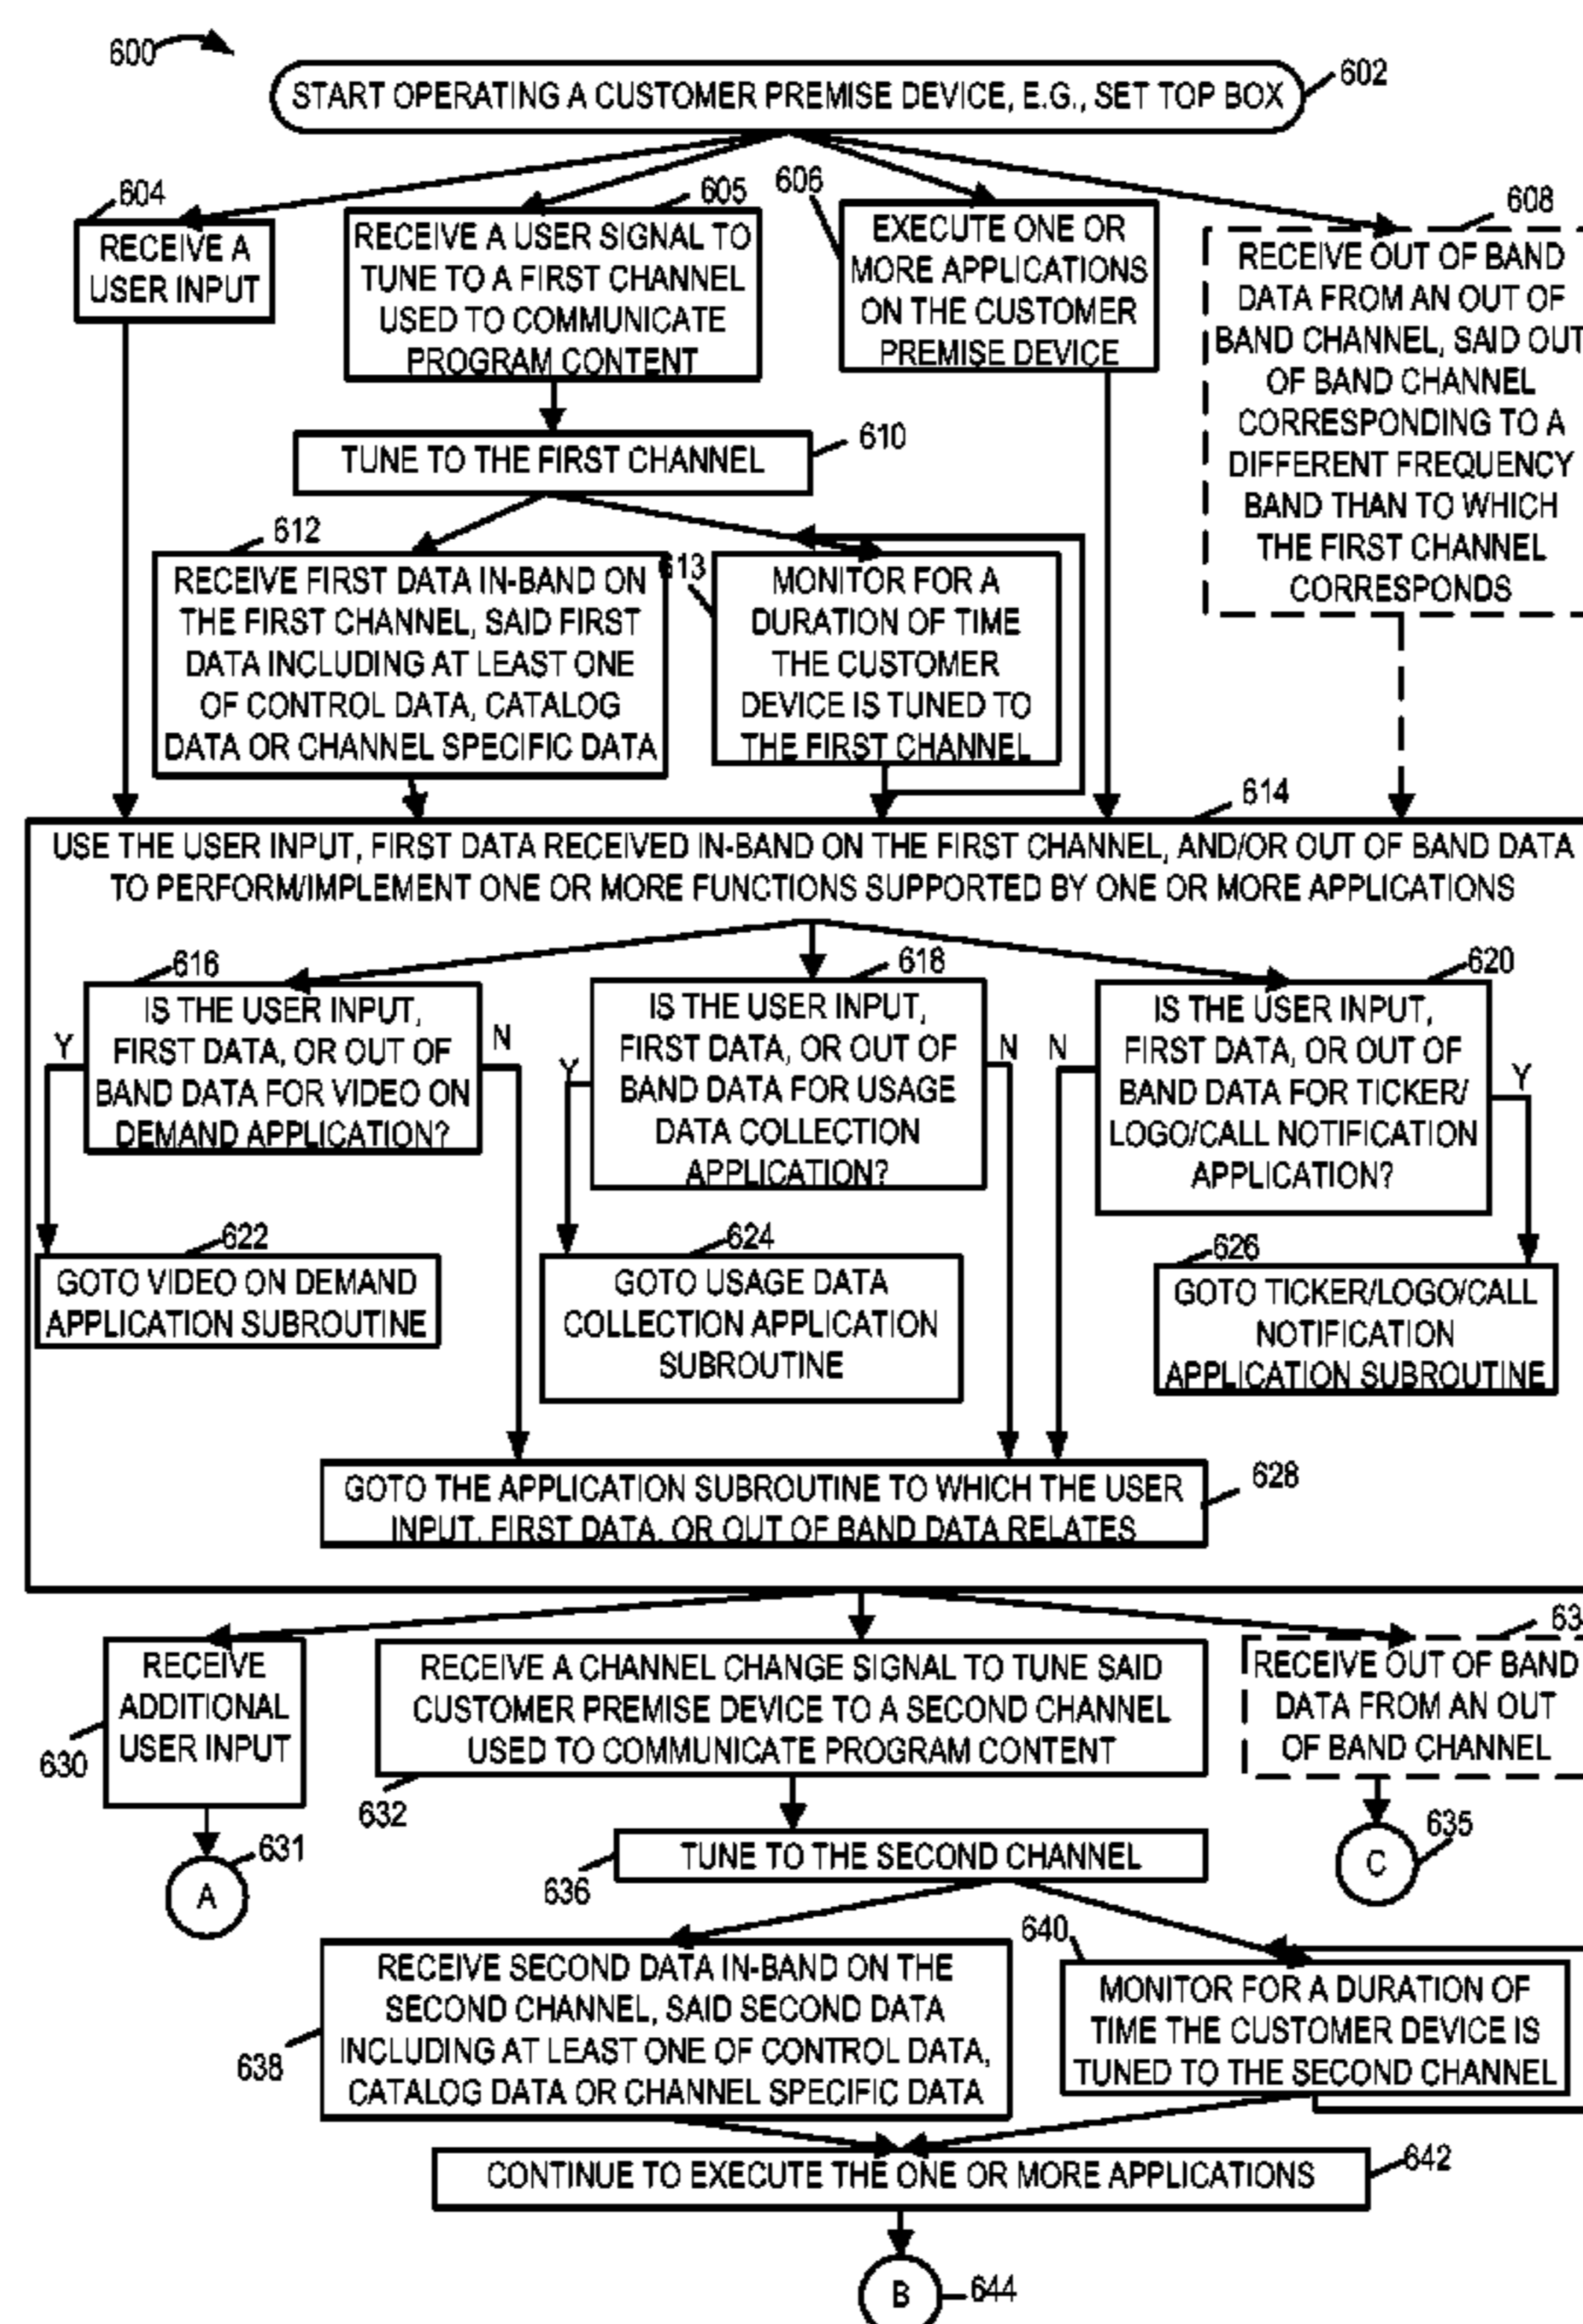 600
START OPERATING A CUSTOMER PREMISE DEVICE, E.G., SET TOP BOX
602
604
RECEIVE A
USER INPUT
605
RECEIVE A USER SIGNAL TO
TUNE TO A FIRST CHANNEL
USED TO COMMUNICATE
PROGRAM CONTENT
606
EXECUTE ONE OR
MORE APPLICATIONS
ON THE CUSTOMER
PREMISE DEVICE
608
RECEIVE OUT OF BAND
DATA FROM AN OUT OF
BAND CHANNEL, SAID OUT
OF BAND CHANNEL
CORRESPONDING TO A
DIFFERENT FREQUENCY
BAND THAN TO WHICH
THE FIRST CHANNEL
CORRESPONDS
TUNE TO THE FIRST CHANNEL
610
612
RECEIVE FIRST DATA IN-BAND ON
THE FIRST CHANNEL, SAID FIRST
DATA INCLUDING AT LEAST ONE
OF CONTROL DATA, CATALOG
DATA OR CHANNEL SPECIFIC DATA
613
MONITOR FOR A
DURATION OF TIME
THE CUSTOMER
DEVICE IS TUNED TO
THE FIRST CHANNEL
614
USE THE USER INPUT, FIRST DATA RECEIVED IN-BAND ON THE FIRST CHANNEL, AND/OR OUT OF BAND DATA
TO PERFORM/IMPLEMENT ONE OR MORE FUNCTIONS SUPPORTED BY ONE OR MORE APPLICATIONS
616
IS THE USER INPUT,
FIRST DATA, OR OUT OF
BAND DATA FOR VIDEO ON
DEMAND APPLICATION?
Y
N
618
IS THE USER INPUT,
FIRST DATA, OR OUT OF
BAND DATA FOR USAGE
DATA COLLECTION
APPLICATION?
Y
N
620
IS THE USER INPUT,
FIRST DATA, OR OUT OF
BAND DATA FOR TICKER/
LOGO/CALL NOTIFICATION
APPLICATION?
N
Y
622
GOTO VIDEO ON DEMAND
APPLICATION SUBROUTINE
624
GOTO USAGE DATA
COLLECTION APPLICATION
SUBROUTINE
626
GOTO TICKER/LOGO/CALL
NOTIFICATION
APPLICATION SUBROUTINE
GOTO THE APPLICATION SUBROUTINE TO WHICH THE USER
INPUT, FIRST DATA, OR OUT OF BAND DATA RELATES
628
RECEIVE
ADDITIONAL
USER INPUT
630
RECEIVE A CHANNEL CHANGE SIGNAL TO TUNE SAID
CUSTOMER PREMISE DEVICE TO A SECOND CHANNEL
USED TO COMMUNICATE PROGRAM CONTENT
632
RECEIVE OUT OF BAND
DATA FROM AN OUT
OF BAND CHANNEL
A
631
TUNE TO THE SECOND CHANNEL
636
C
635
RECEIVE SECOND DATA IN-BAND ON THE
SECOND CHANNEL, SAID SECOND DATA
INCLUDING AT LEAST ONE OF CONTROL DATA,
CATALOG DATA OR CHANNEL SPECIFIC DATA
638
640
MONITOR FOR A DURATION OF
TIME THE CUSTOMER DEVICE IS
TUNED TO THE SECOND CHANNEL
CONTINUE TO EXECUTE THE ONE OR MORE APPLICATIONS
642
B
644